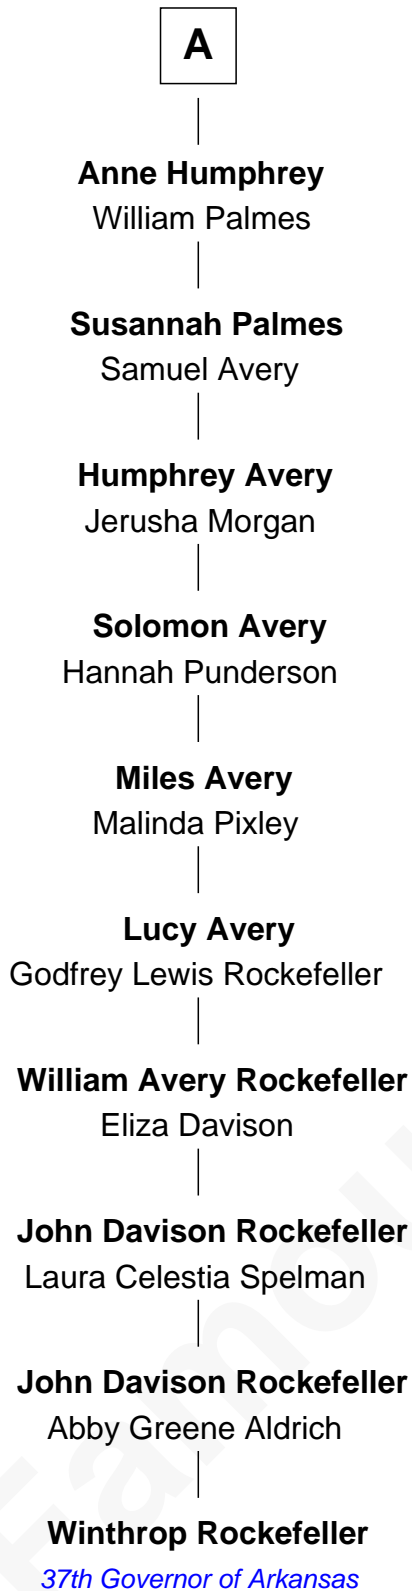 A
Anne Humphrey
William Palmes
Susannah Palmes
Samuel Avery
Humphrey Avery
Jerusha Morgan
Solomon Avery
Hannah Punderson
Miles Avery
Malinda Pixley
Lucy Avery
Godfrey Lewis Rockefeller
William Avery Rockefeller
Eliza Davison
John Davison Rockefeller
Laura Celestia Spelman
John Davison Rockefeller
Abby Greene Aldrich
Winthrop Rockefeller
37th Governor of Arkansas